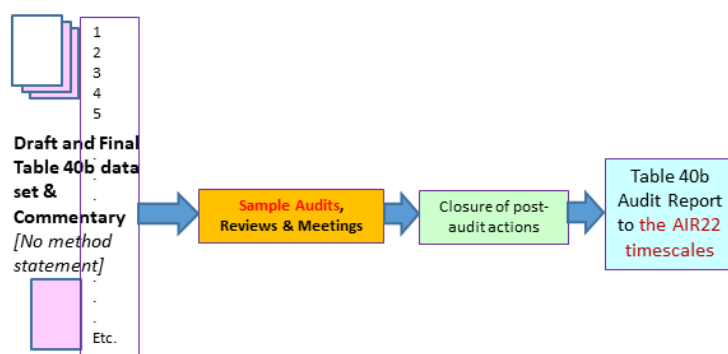 1
2
3
4
5
Draft and Final
Table 40b data
set &
Commentary
[No method
statement]
.
.
.
Etc.
Sample Audits,
Reviews & Meetings
Closure of post-
audit actions
Table 40b
Audit Report
to the AIR22
timescales